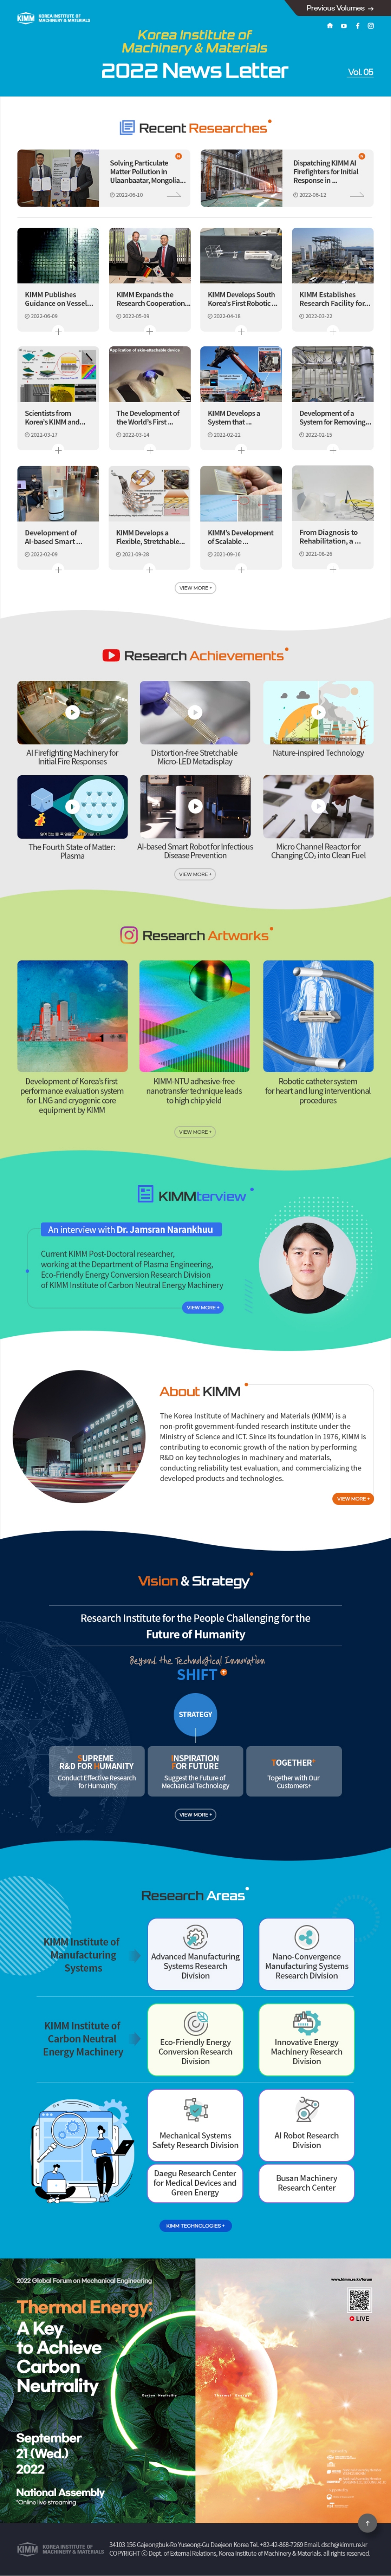 Previous Volumes →
KIMM KOREA INSTITUTE OF
MACHINERY & MATERIALS
Korea Institute of
Machinery & Materials
2022 News Letter
Vol. 05
Recent Researches
Solving Particulate
Matter Pollution in
Ulaanbaatar, Mongolia...
2022-06-10
Dispatching KIMM AI
Firefighters for Initial
Response in ...
2022-06-12
KIMM Publishes
Guidance on Vessel...
2022-06-09
KIMM Expands the
Research Cooperation...
2022-05-09
KIMM Develops South
Korea's First Robotic ...
2022-04-28
KIMM Establishes
Research Facility for...
2022-03-22
Application of skin-attachable device
Scientists from
Korea's KIMM and...
2022-03-17
The Development of
the World's First ...
2022-03-14
KIMM Develops a
System that ...
2022-02-22
Development of a
System for Removing...
2022-02-15
Development of
AI-based Smart ...
2022-02-09
KIMM Develops a
Flexible, Stretchable...
2021-09-28
KIMM's Development
of Scalable ...
2021-09-16
From Diagnosis to
Rehabilitation, a ...
2021-08-26
VIEW MORE +
Research Achievements
AI Firefighting Machinery for
Initial Fire Responses
Distortion-free Stretchable
Micro-LED Metadisplay
Nature-inspired Technology
The Fourth State of Matter:
Plasma
AI-based Smart Robot for Infectious
Disease Prevention
Micro Channel Reactor for
Changing CO₂ into Clean Fuel
VIEW MORE +
Research Artworks
Development of Korea's first
performance evaluation system
for LNG and cryogenic core
equipment by KIMM
KIMM-NTU adhesive-free
nanotransfer technique leads
to high chip yield
Robotic catheter system
for heart and lung interventional
procedures
VIEW MORE +
KIMMterview
An interview with Dr. Jamsran Narankhuu
Current KIMM Post-Doctoral researcher,
working at the Department of Plasma Engineering,
Eco-Friendly Energy Conversion Research Division
of KIMM Institute of Carbon Neutral Energy Machinery
VIEW MORE +
About KIMM
The Korea Institute of Machinery and Materials (KIMM) is a
non-profit government-funded research institute under the
Ministry of Science and ICT. Since its foundation in 1976, KIMM is
contributing to economic growth of the nation by performing
R&D on key technologies in machinery and materials,
conducting reliability evaluation, and commercializing the
developed products and technologies.
VIEW MORE +
Vision & Strategy
Research Institute for the People Challenging for the
Future of Humanity
Beyond the Technological Innovation
SHIFT +
STRATEGY
SUPREME
R&D FOR HUMANITY
Conduct Effective Research
for Humanity
INSPIRATION
FOR FUTURE
Suggest the Future of
Mechanical Technology
TOGETHER+
Together with Our
Customers+
VIEW MORE +
Research Areas
KIMM Institute of
Manufacturing
Systems
Advanced Manufacturing
Systems Research
Division
Nano-Convergence
Manufacturing Systems
Research Division
KIMM Institute of
Carbon Neutral
Energy Machinery
Eco-Friendly Energy
Conversion Research
Division
Innovative Energy
Machinery Research
Division
Mechanical Systems
Safety Research Division
AI Robot Research
Division
Daegu Research Center
for Medical Devices and
Green Energy
Busan Machinery
Research Center
KIMM TECHNOLOGIES +
2022 Global Forum on Mechanical Engineering
www.kimm.re.kr/forum
LIVE
Thermal Energy:
A Key
to Achieve
Carbon
Neutrality
Carbon Neutrality
September
21 (Wed.)
2022
National Assembly
*Online live streaming
KIMM KOREA INSTITUTE OF
MACHINERY & MATERIALS
34103 156 Gajeongbuk-Ro Yuseong-Gu Daejeon Korea Tel. +82-42-868-7269 Email. dsch@kimm.re.kr
COPYRIGHT ⓒ Dept. of External Relations, Korea Institute of Machinery & Materials. all rights reserved.